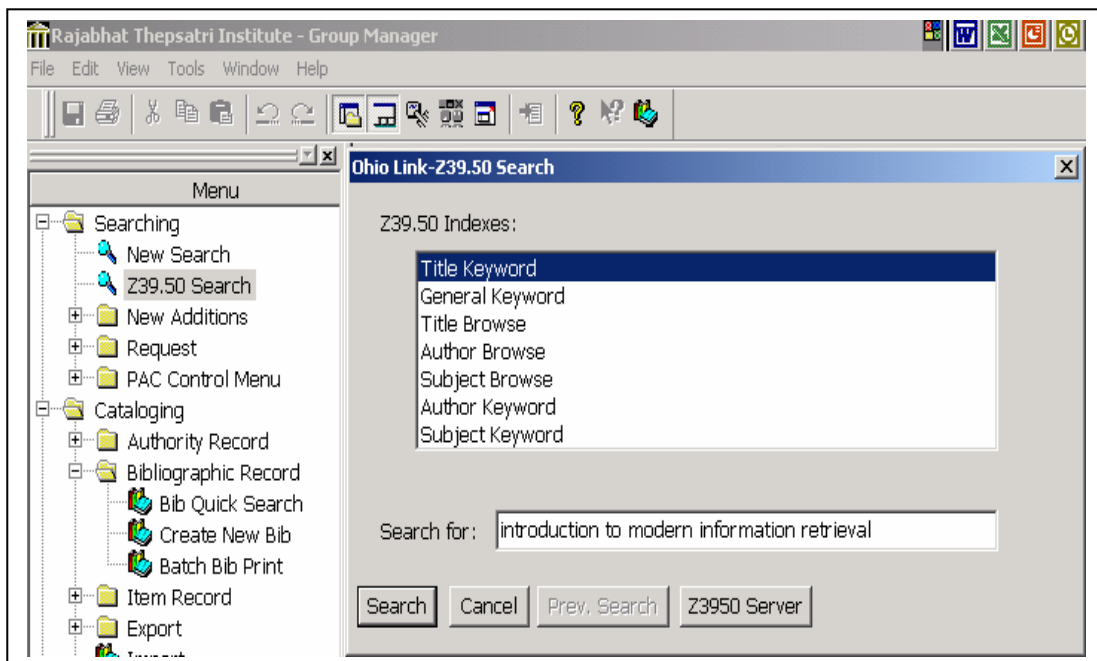 Rajabhat Thepsatri Institute - Group Manager
File Edit View Tools Window Help
Menu
Searching
New Search
Z39.50 Search
New Additions
Request
PAC Control Menu
Cataloging
Authority Record
Bibliographic Record
Bib Quick Search
Create New Bib
Batch Bib Print
Item Record
Export
Import
Ohio Link-Z39.50 Search
Z39.50 Indexes:
Title Keyword
General Keyword
Title Browse
Author Browse
Subject Browse
Author Keyword
Subject Keyword
Search for: introduction to modern information retrieval
Search Cancel Prev. Search Z3950 Server